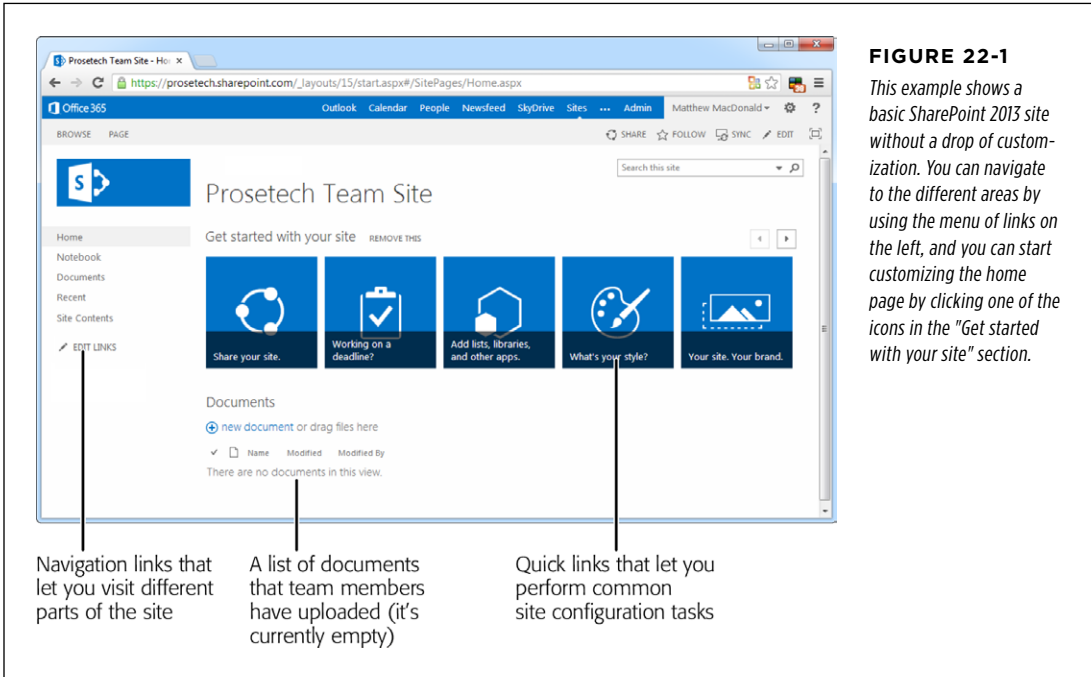 Prosetech Team Site - Ho
https://prosetech.sharepoint.com/_layouts/15/start.aspx#/SitePages/Home.aspx
Office 365
Outlook Calendar People Newsfeed SkyDrive Sites ... Admin Matthew MacDonald ?
BROWSE PAGE
SHARE FOLLOW SYNC EDIT
S
Search this site
Prosetech Team Site
Home
Notebook
Documents
Recent
Site Contents
EDIT LINKS
Get started with your site REMOVE THIS
Share your site.
Working on a
deadline?
Add lists, libraries,
and other apps.
What's your style?
Your site. Your brand.
Documents
new document or drag files here
Name Modified Modified By
There are no documents in this view.
Navigation links that
let you visit different
parts of the site
A list of documents
that team members
have uploaded (it's
currently empty)
Quick links that let you
perform common
site configuration tasks
FIGURE 22-1
This example shows a
basic SharePoint 2013 site
without a drop of custom-
ization. You can navigate
to the different areas by
using the menu of links on
the left, and you can start
customizing the home
page by clicking one of the
icons in the "Get started
with your site" section.